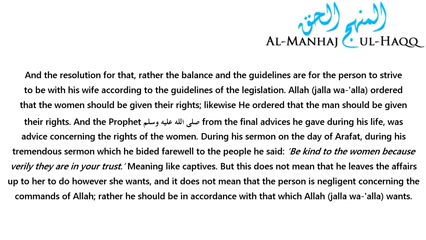 المنهج الحق
AL-MANHAJ UL-HAQQ
And the resolution for that, rather the balance and the guidelines are for the person to strive
to be with his wife according to the guidelines of the legislation. Allah (jalla wa-'alla) ordered
that the women should be given their rights; likewise He ordered that the man should be given
their rights. And the Prophet صلى الله عليه وسلم from the final advices he gave during his life, was
advice concerning the rights of the women. During his sermon on the day of Arafat, during his
tremendous sermon which he bided farewell to the people he said: 'Be kind to the women because
verily they are in your trust.' Meaning like captives. But this does not mean that he leaves the affairs
up to her to do however she wants, and it does not mean that the person is negligent concerning the
commands of Allah; rather he should be in accordance with that which Allah (jalla wa-'alla) wants.